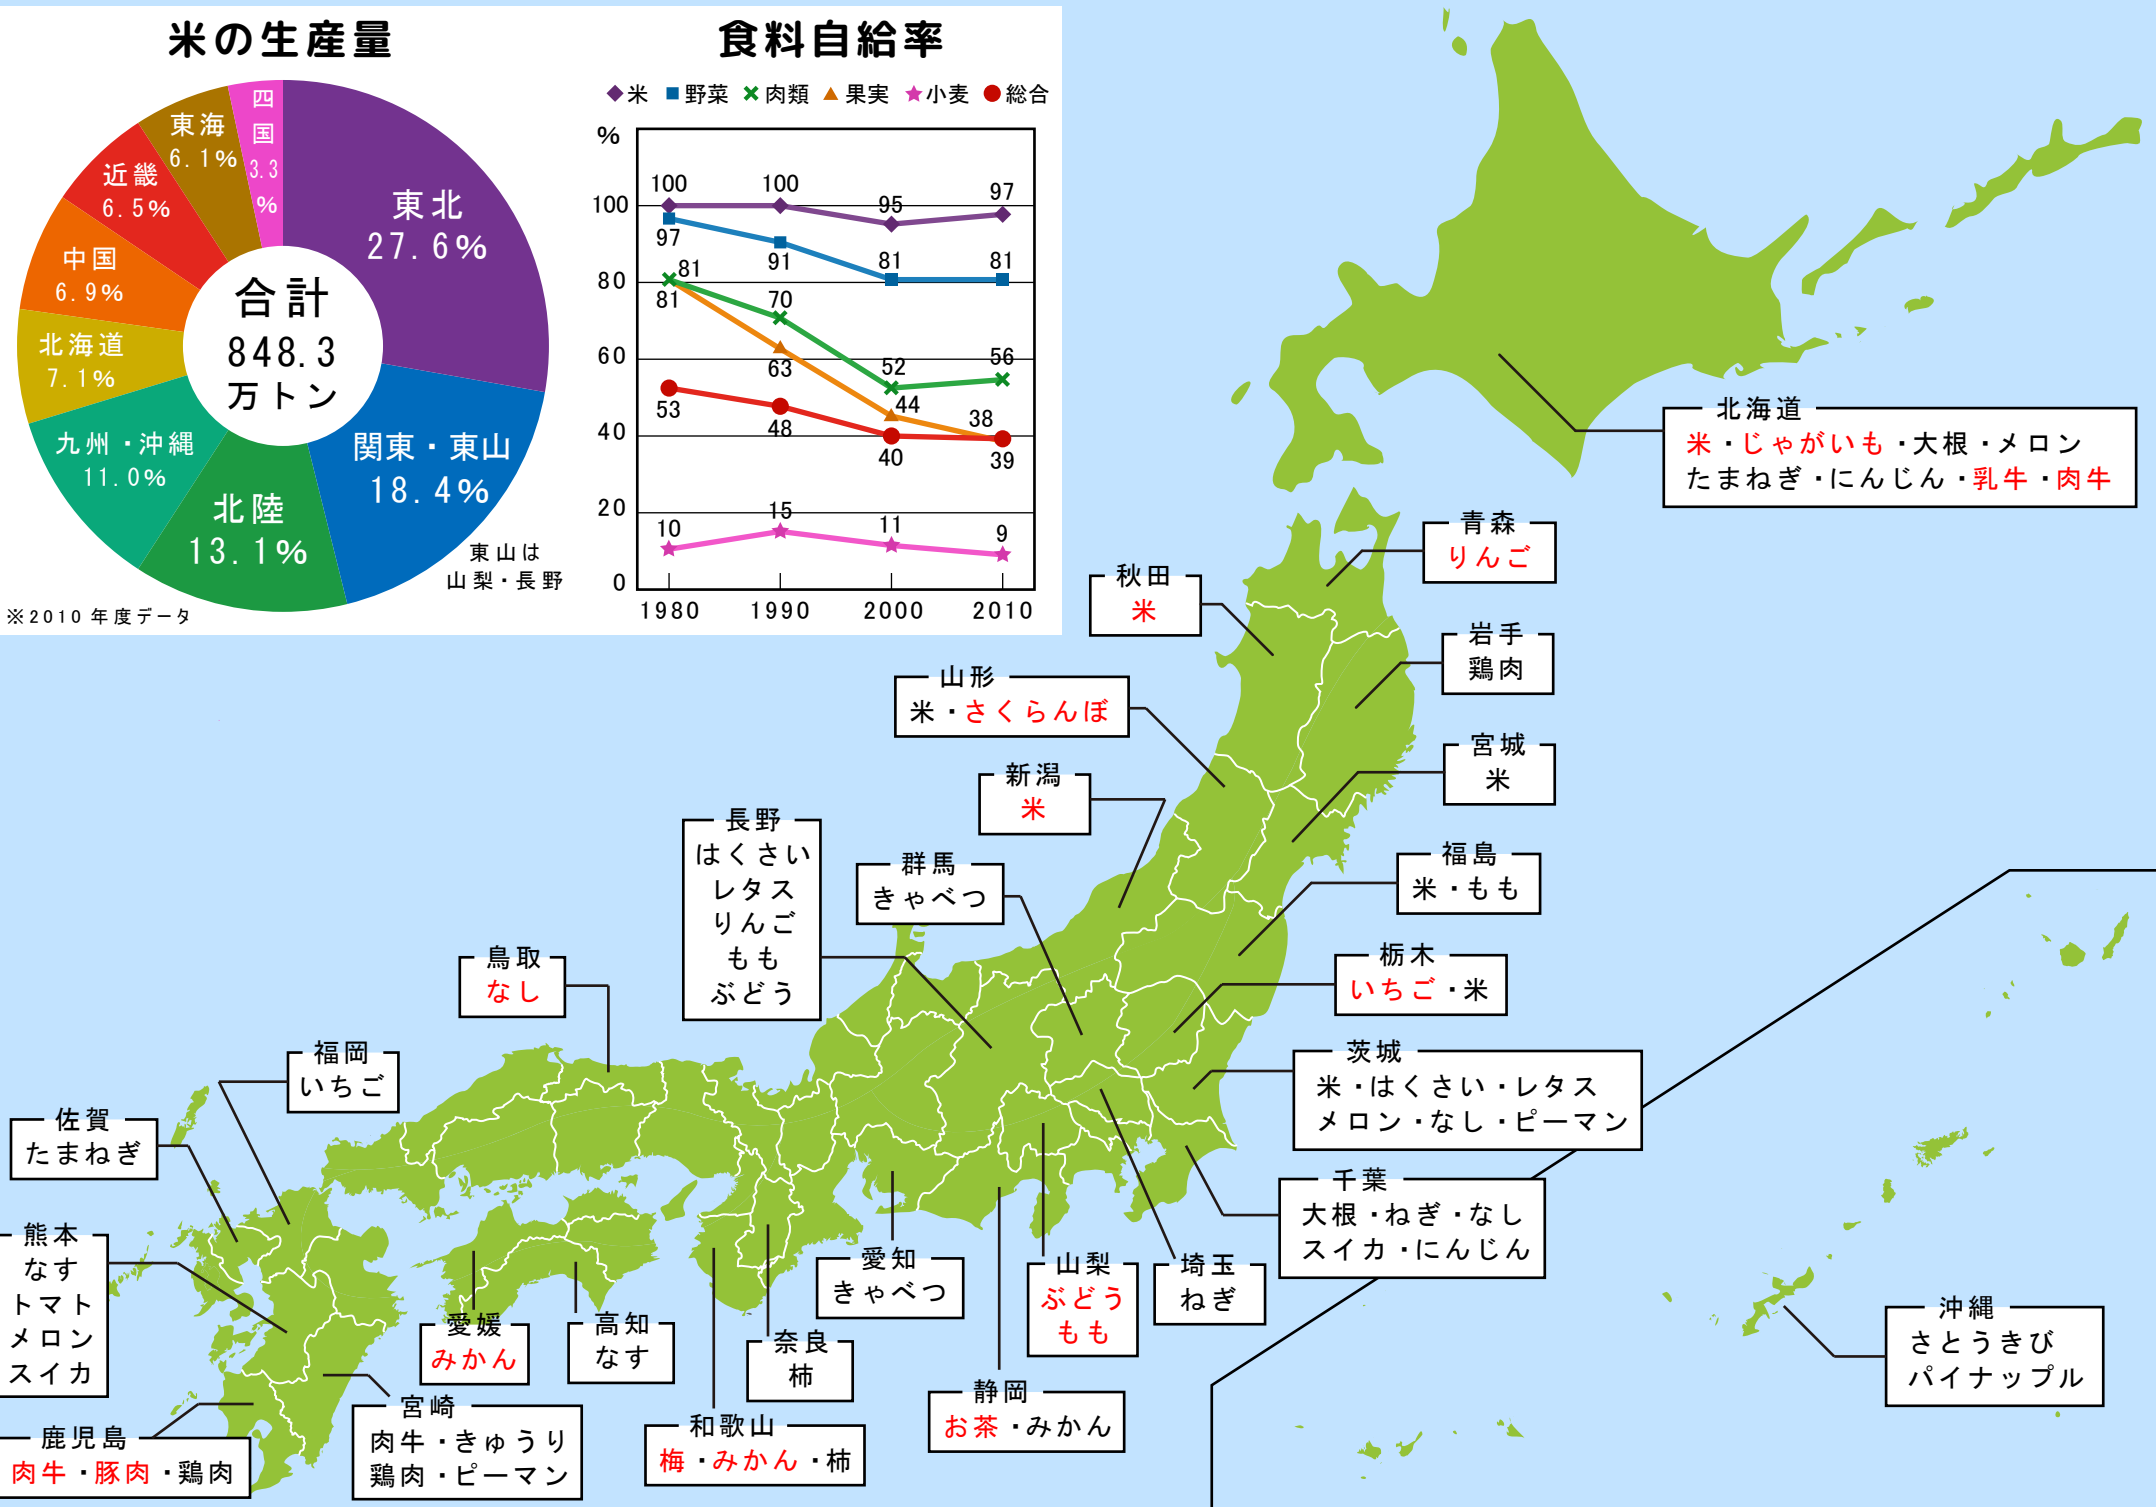 米の生産量
四国
3.3
%
東海
6.1%
近畿
6.5%
中国
6.9%
北海道
7.1%
九州・沖縄
11.0%
北陸
13.1%
関東・東山
18.4%
東北
27.6%
合計
848.3
万トン
東山は
山梨・長野
※2010年度データ
食料自給率
米 野菜 肉類 果実 小麦 総合
%
100
80
60
40
20
0
100 100 95 97
97 91 81 81
81 70 52 56
81 63 44 38
53 48 40 39
10 15 11 9
1980 1990 2000 2010
北海道
米・じゃがいも・大根・メロン
たまねぎ・にんじん・乳牛・肉牛
青森
りんご
秋田
米
岩手
鶏肉
山形
米・さくらんぼ
宮城
米
新潟
米
長野
はくさい
レタス
りんご
もも
ぶどう
群馬
きゃべつ
福島
米・もも
栃木
いちご・米
鳥取
なし
茨城
米・はくさい・レタス
メロン・なし・ピーマン
福岡
いちご
佐賀
たまねぎ
千葉
大根・ねぎ・なし
スイカ・にんじん
熊本
なす
トマト
メロン
スイカ
愛知
きゃべつ
山梨
ぶどう
もも
埼玉
ねぎ
愛媛
みかん
高知
なす
奈良
柿
沖縄
さとうきび
パイナップル
静岡
お茶・みかん
宮崎
肉牛・きゅうり
鶏肉・ピーマン
和歌山
梅・みかん・柿
鹿児島
肉牛・豚肉・鶏肉